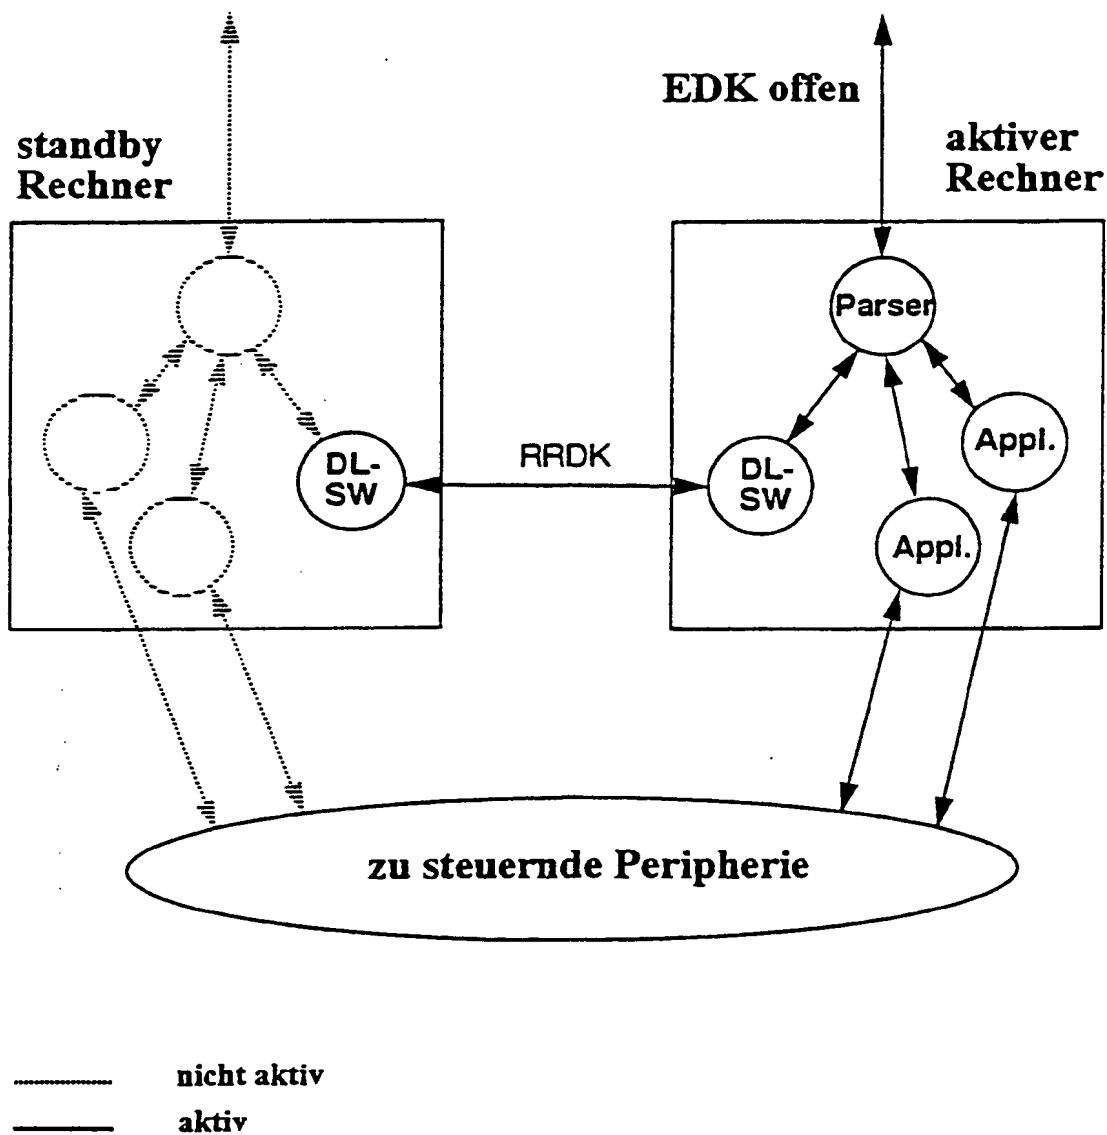 EDK offen
standby
Rechner
aktiver
Rechner
Parser
DL-
SW
RRDK
DL-
SW
Appl.
Appl.
zu steuernde Peripherie
nicht aktiv
aktiv